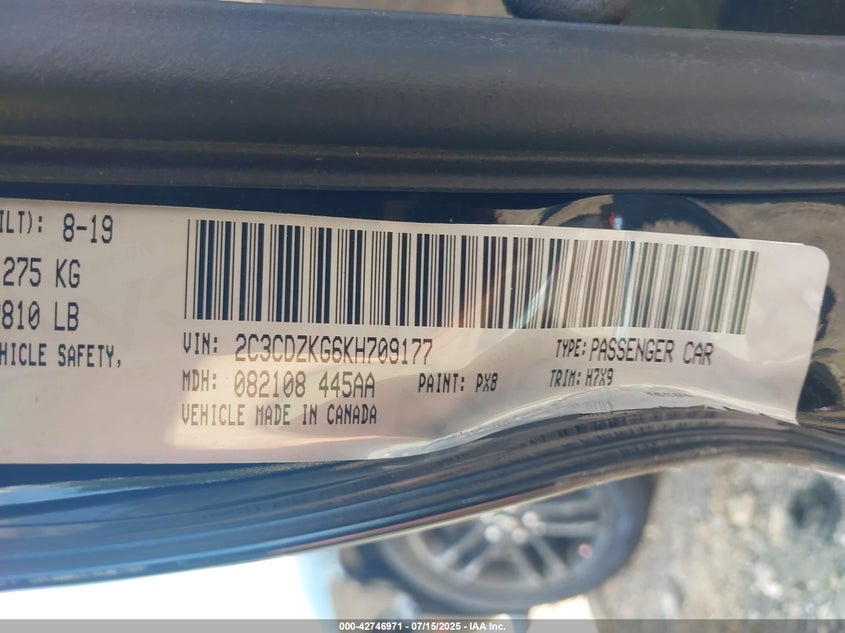 ILT): 8-19
275 KG
810 LB
HICLE SAFETY,
VIN: 2C3CDZKG6KH709177 TYPE: PASSENGER CAR
MDH: 082108 445AA PAINT: PX8 TRIM: H7X9
VEHICLE MADE IN CANADA
000-42746971 - 07/15/2025 - IAA Inc.